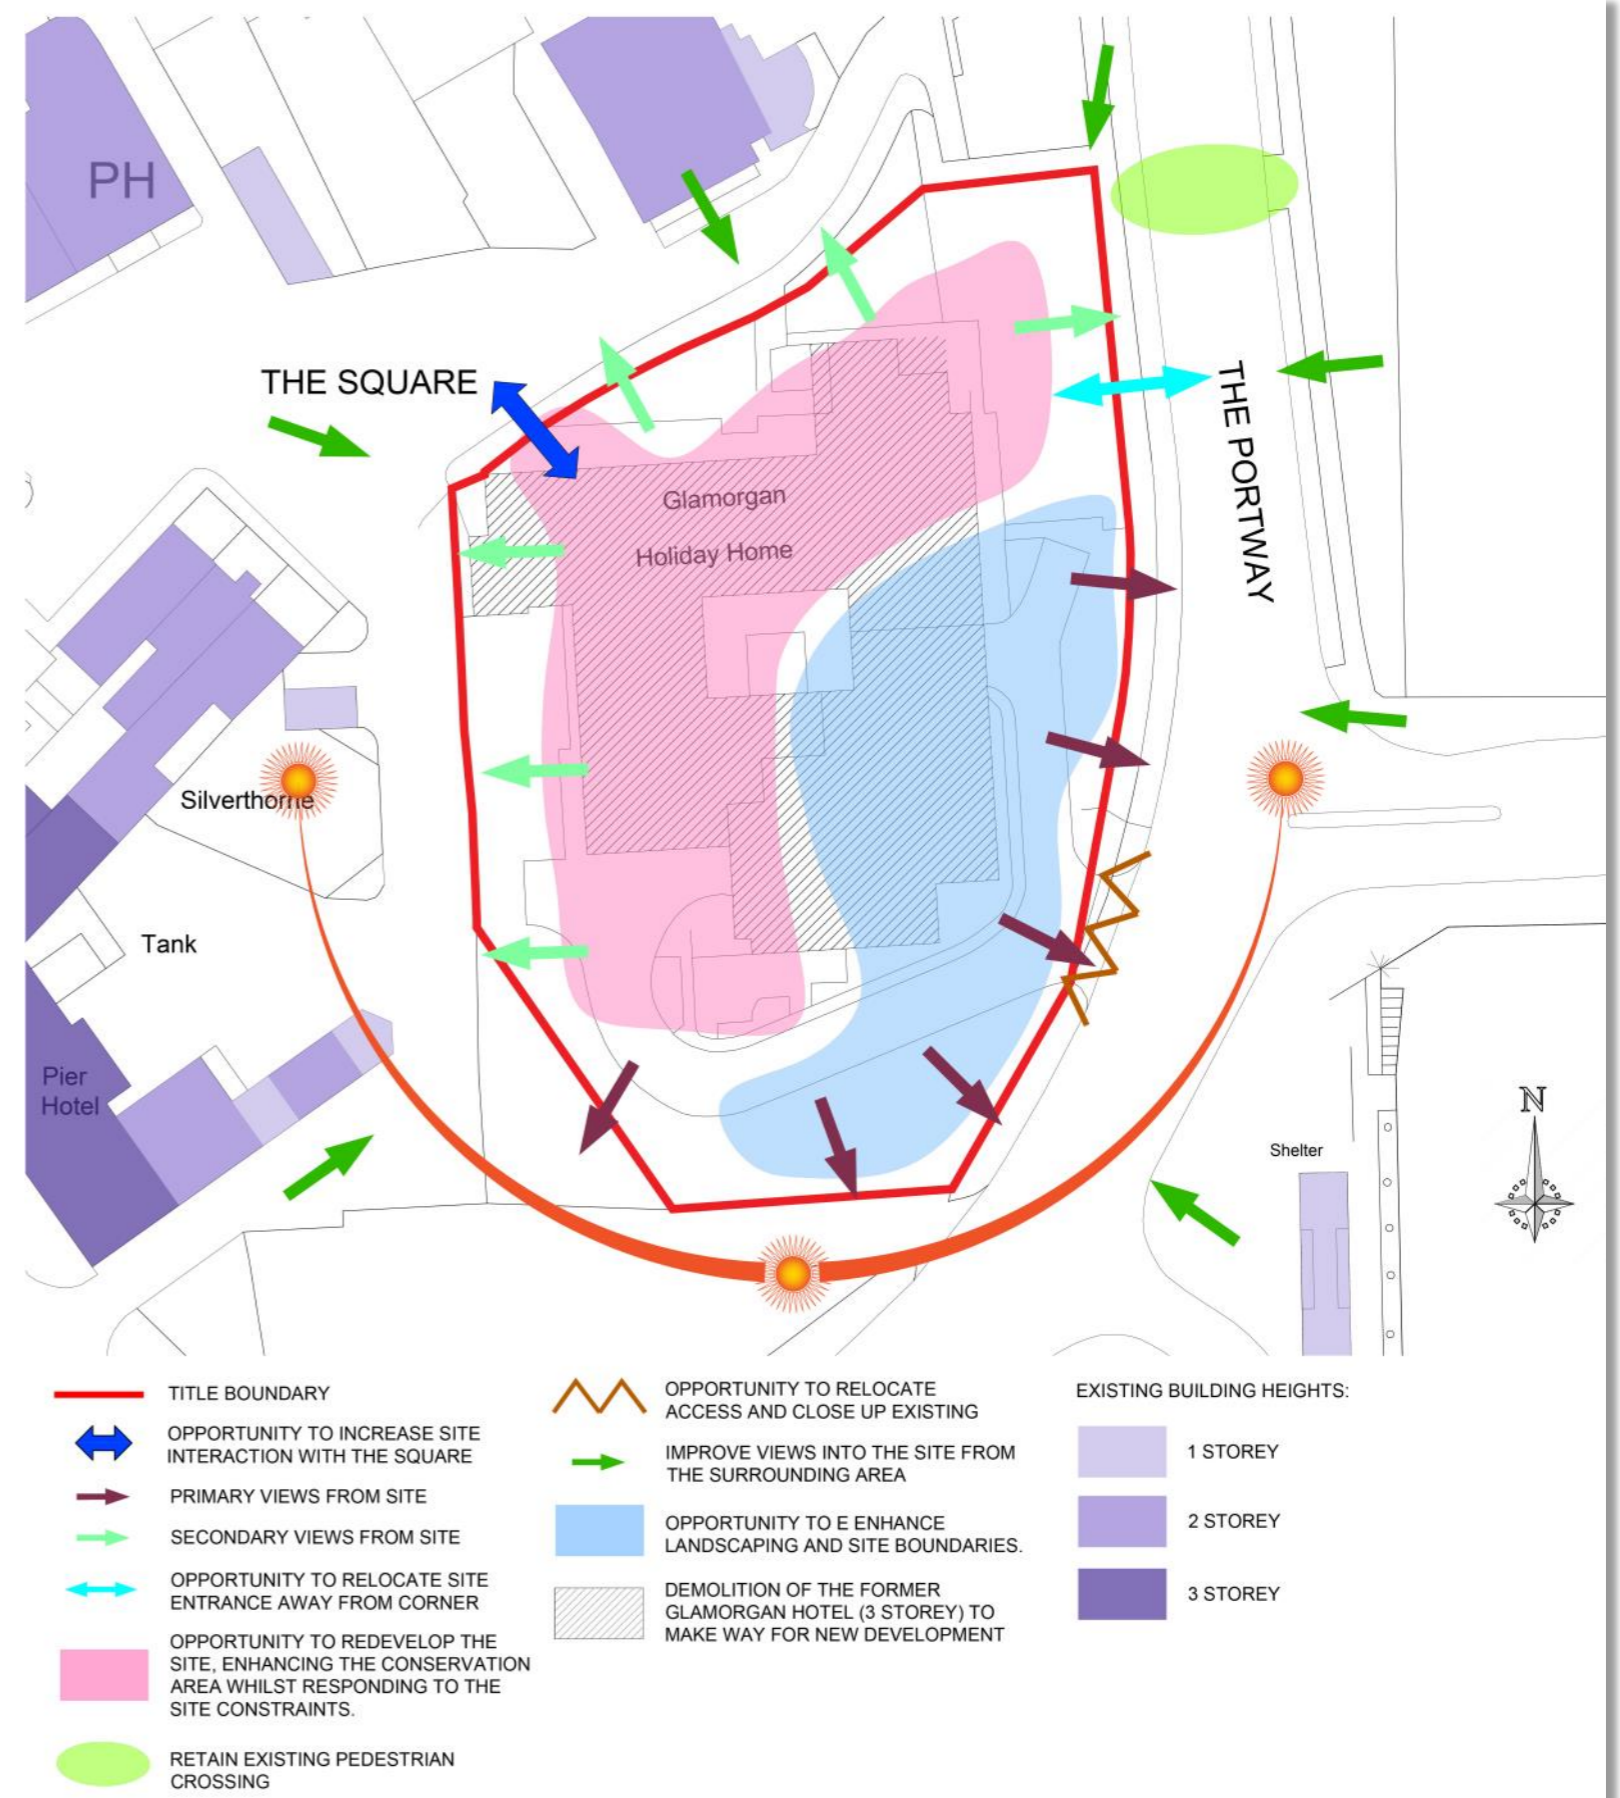 PH
THE SQUARE
THE PORTWAY
Glamorgan
Holiday Home
Silverthorne
Tank
Pier
Hotel
N
Shelter
TITLE BOUNDARY
OPPORTUNITY TO INCREASE SITE
INTERACTION WITH THE SQUARE
PRIMARY VIEWS FROM SITE
SECONDARY VIEWS FROM SITE
OPPORTUNITY TO RELOCATE SITE
ENTRANCE AWAY FROM CORNER
OPPORTUNITY TO REDEVELOP THE
SITE, ENHANCING THE CONSERVATION
AREA WHILST RESPONDING TO THE
SITE CONSTRAINTS.
RETAIN EXISTING PEDESTRIAN
CROSSING
OPPORTUNITY TO RELOCATE
ACCESS AND CLOSE UP EXISTING
IMPROVE VIEWS INTO THE SITE FROM
THE SURROUNDING AREA
OPPORTUNITY TO E ENHANCE
LANDSCAPING AND SITE BOUNDARIES.
DEMOLITION OF THE FORMER
GLAMORGAN HOTEL (3 STOREY) TO
MAKE WAY FOR NEW DEVELOPMENT
EXISTING BUILDING HEIGHTS:
1 STOREY
2 STOREY
3 STOREY